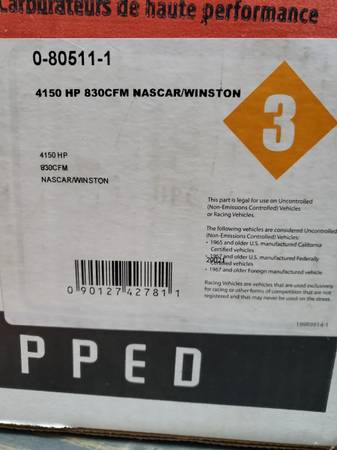 Carburateurs de haute performance
0-80511-1
4150 HP 830CFM NASCAR/WINSTON
3
4150 HP
830CFM
NASCAR/WINSTON
This part is legal for use on Uncontrolled
(Non-Emissions Controlled) Vehicles
or Racing Vehicles.
The following vehicles are considered Uncontrolled
(Non-Emissions Controlled) Vehicles:
• 1965 and older U.S. manufactured California
Certified vehicles
• 1967 and older U.S. manufactured Federally
Certified vehicles
• 1967 and older Foreign manufactured vehicle
Racing Vehicles are vehicles that are used exclusively
for racing or other forms of competition that are not
registered and that may never be used on the street.
0 90127 42781 1
PPED